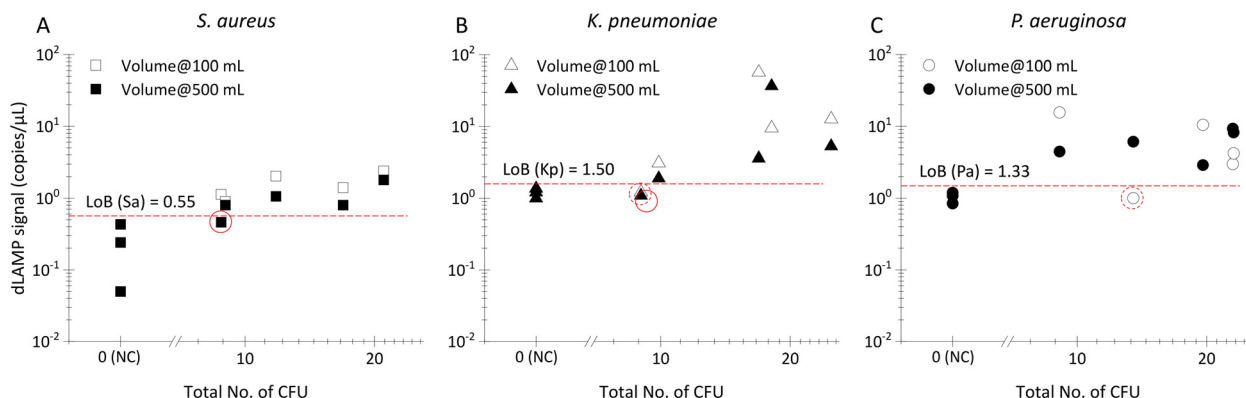 A
S. aureus
10²
10¹
10⁰
10⁻¹
10⁻²
dLAMP signal (copies/µL)
Volume@100 mL
Volume@500 mL
LoB (Sa) = 0.55
0 (NC)
10
20
Total No. of CFU
B
K. pneumoniae
10²
10¹
10⁰
10⁻¹
10⁻²
Volume@100 mL
Volume@500 mL
LoB (Kp) = 1.50
0 (NC)
10
20
Total No. of CFU
C
P. aeruginosa
10²
10¹
10⁰
10⁻¹
10⁻²
Volume@100 mL
Volume@500 mL
LoB (Pa) = 1.33
0 (NC)
10
20
Total No. of CFU